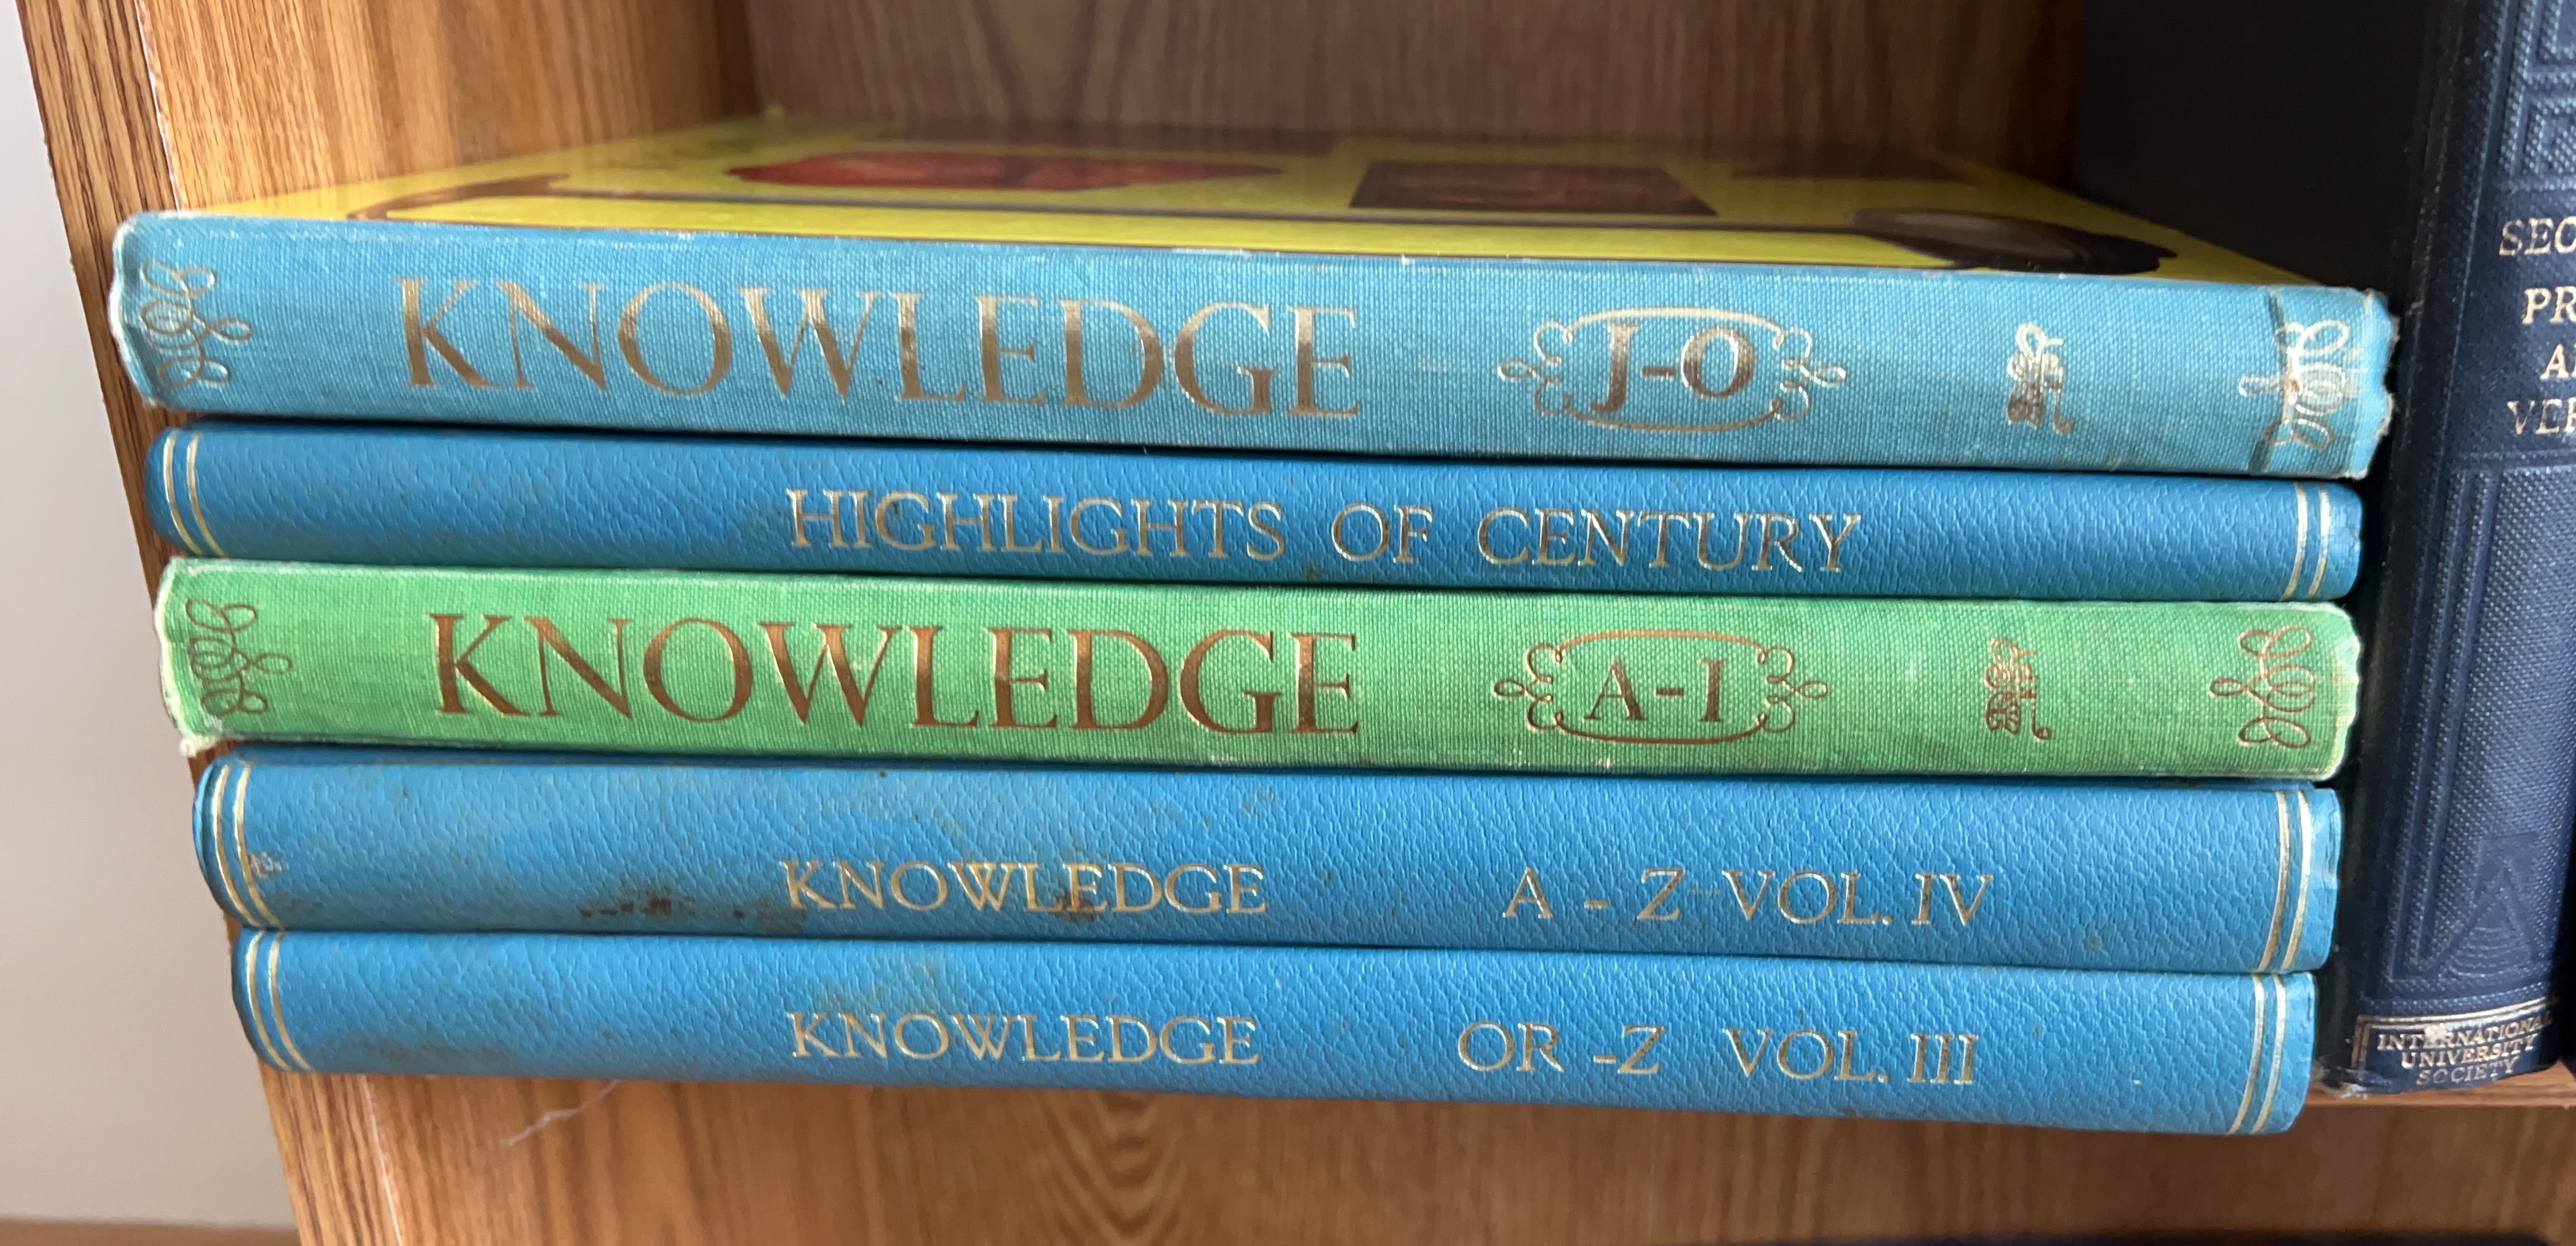 KNOWLEDGE J-O
HIGHLIGHTS OF CENTURY
KNOWLEDGE A-I
KNOWLEDGE A - Z VOL. IV
KNOWLEDGE OR -Z VOL. III
INTERNATIONAL
UNIVERSITY
SOCIETY